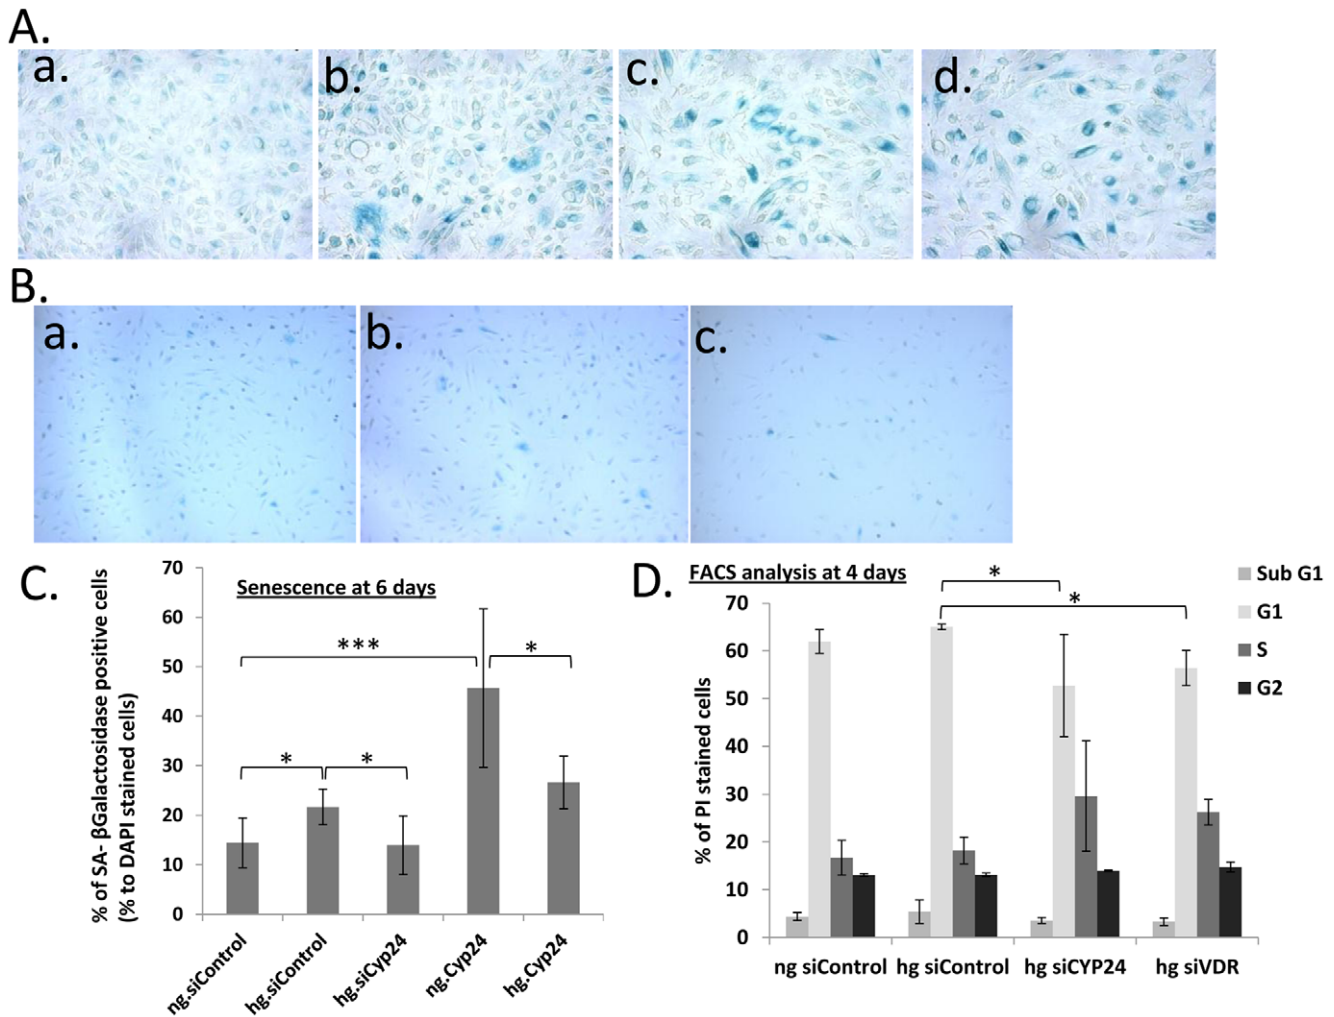 A.
a.
b.
c.
d.
B.
a.
b.
c.
C.
Senescence at 6 days
% of SA- βGalactosidase positive cells
(% to DAPI stained cells)
70
60
50
40
30
20
10
0
***
*
*
*
ng.siControl
hg.siControl
hg.siCyp24
ng.Cyp24
hg.Cyp24
D.
FACS analysis at 4 days
% of PI stained cells
70
60
50
40
30
20
10
0
*
*
Sub G1
G1
S
G2
ng siControl
hg siControl
hg siCYP24
hg siVDR